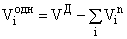 V_i^одн = V^Д − ∑_i V_i^п